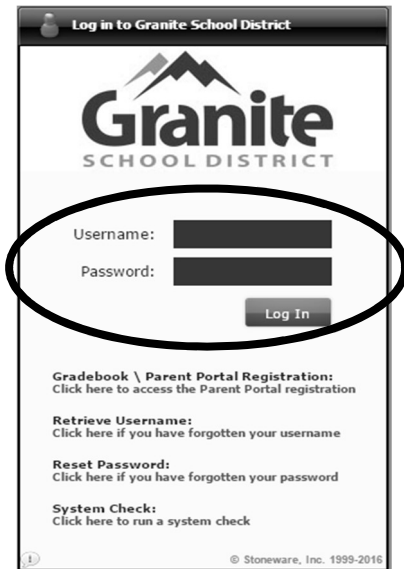 Log in to Granite School District
Granite
SCHOOL DISTRICT
Username:
Password:
Log In
Gradebook \ Parent Portal Registration:
Click here to access the Parent Portal registration
Retrieve Username:
Click here if you have forgotten your username
Reset Password:
Click here if you have forgotten your password
System Check:
Click here to run a system check
© Stoneware, Inc. 1999-2016